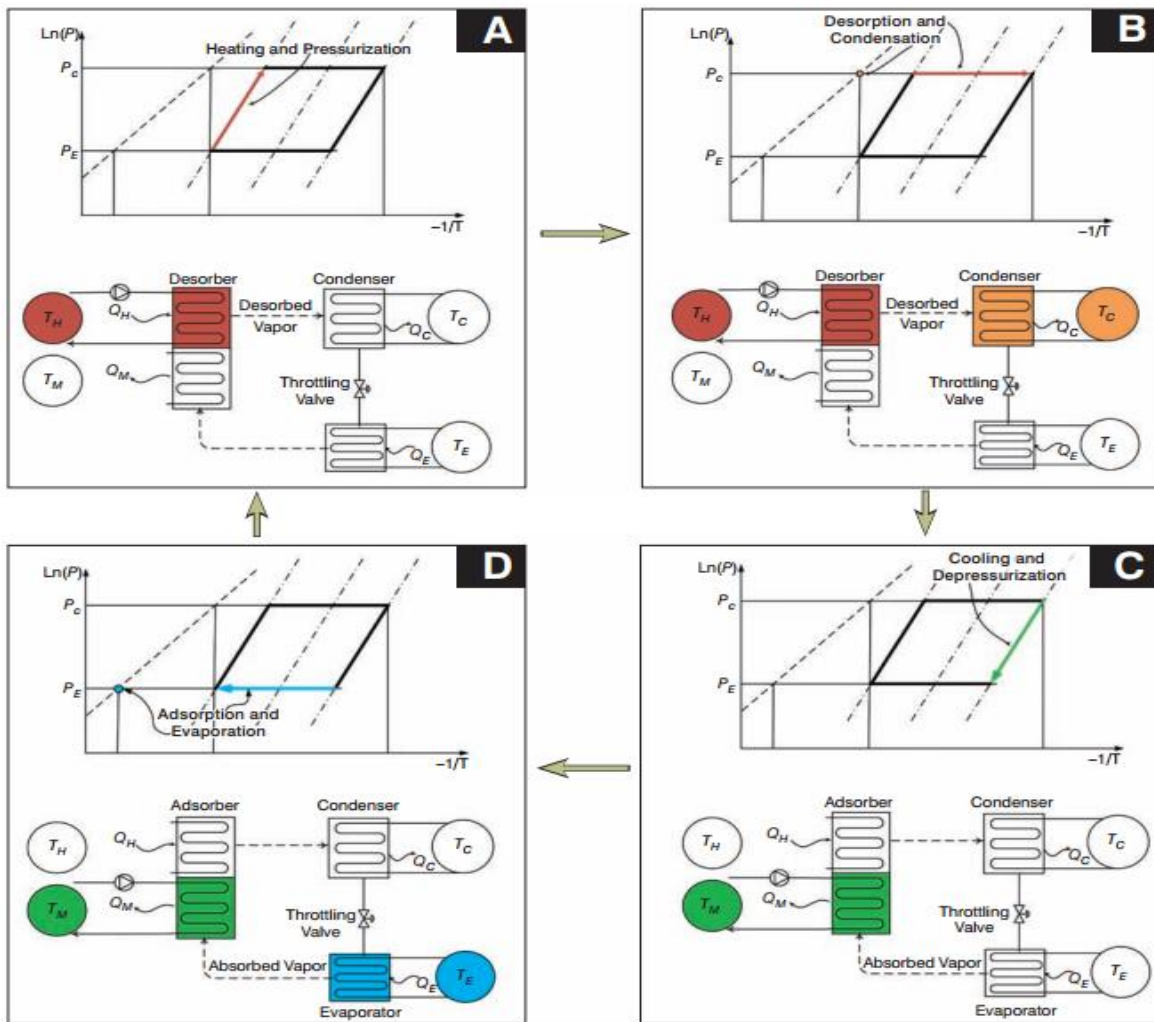 A
Ln(P)
Heating and Pressurization
Pc
PE
–1/T
Desorber
Condenser
TH
QH
Desorbed
Vapor
QC
TC
TM
QM
Throttling
Valve
QE
TE
B
Ln(P)
Desorption and
Condensation
Pc
PE
–1/T
Desorber
Condenser
TH
QH
Desorbed
Vapor
QC
TC
TM
QM
Throttling
Valve
QE
TE
D
Ln(P)
Pc
PE
Adsorption and
Evaporation
–1/T
Adsorber
Condenser
TH
QH
QC
TC
TM
QM
Throttling
Valve
Absorbed Vapor
QE
TE
Evaporator
C
Ln(P)
Cooling and
Depressurization
Pc
PE
–1/T
Adsorber
Condenser
TH
QH
QC
TC
TM
QM
Throttling
Valve
Absorbed Vapor
QE
TE
Evaporator